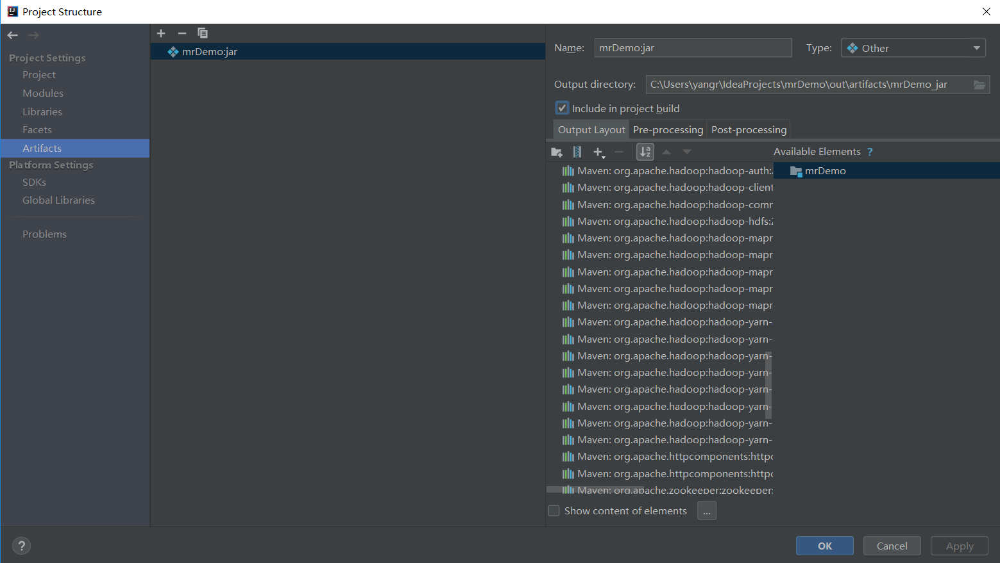 Project Structure
Project Settings
Project
Modules
Libraries
Facets
Artifacts
Platform Settings
SDKs
Global Libraries
Problems
mrDemo:jar
Name: mrDemo:jar Type: Other
Output directory: C:\Users\yangr\IdeaProjects\mrDemo\out\artifacts\mrDemo_jar
Include in project build
Output Layout Pre-processing Post-processing
Available Elements ?
Maven: org.apache.hadoop:hadoop-auth:
mrDemo
Maven: org.apache.hadoop:hadoop-client
Maven: org.apache.hadoop:hadoop-comm
Maven: org.apache.hadoop:hadoop-hdfs:2
Maven: org.apache.hadoop:hadoop-mapr
Maven: org.apache.hadoop:hadoop-mapr
Maven: org.apache.hadoop:hadoop-mapr
Maven: org.apache.hadoop:hadoop-mapr
Maven: org.apache.hadoop:hadoop-mapr
Maven: org.apache.hadoop:hadoop-yarn-
Maven: org.apache.hadoop:hadoop-yarn-
Maven: org.apache.hadoop:hadoop-yarn-
Maven: org.apache.hadoop:hadoop-yarn-
Maven: org.apache.hadoop:hadoop-yarn-
Maven: org.apache.hadoop:hadoop-yarn-
Maven: org.apache.hadoop:hadoop-yarn-
Maven: org.apache.hadoop:hadoop-yarn-
Maven: org.apache.httpcomponents:httpc
Maven: org.apache.httpcomponents:httpc
Maven: org.apache.zookeeper:zookeeper:
Show content of elements ...
? OK Cancel Apply